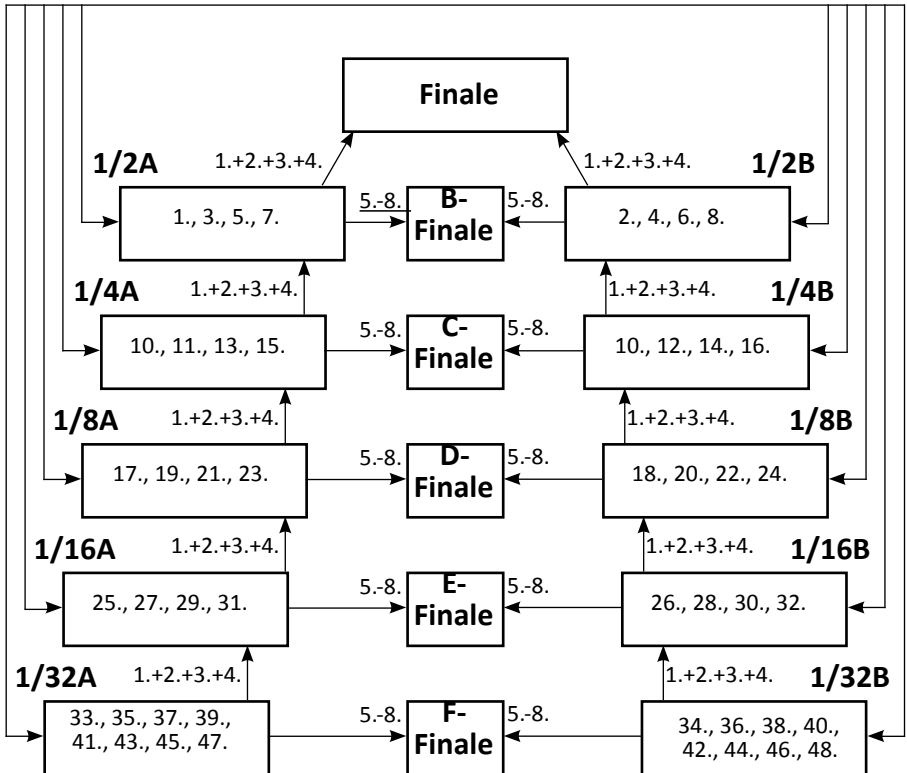 Finale
1/2A
1.+2.+3.+4.
1.+2.+3.+4.
1/2B
1., 3., 5., 7.
5.-8.
B-
Finale
5.-8.
2., 4., 6., 8.
1/4A
1.+2.+3.+4.
1.+2.+3.+4.
1/4B
10., 11., 13., 15.
5.-8.
C-
Finale
5.-8.
10., 12., 14., 16.
1/8A
1.+2.+3.+4.
1.+2.+3.+4.
1/8B
17., 19., 21., 23.
5.-8.
D-
Finale
5.-8.
18., 20., 22., 24.
1/16A
1.+2.+3.+4.
1.+2.+3.+4.
1/16B
25., 27., 29., 31.
5.-8.
E-
Finale
5.-8.
26., 28., 30., 32.
1/32A
1.+2.+3.+4.
1.+2.+3.+4.
1/32B
33., 35., 37., 39.,
41., 43., 45., 47.
5.-8.
F-
Finale
5.-8.
34., 36., 38., 40.,
42., 44., 46., 48.